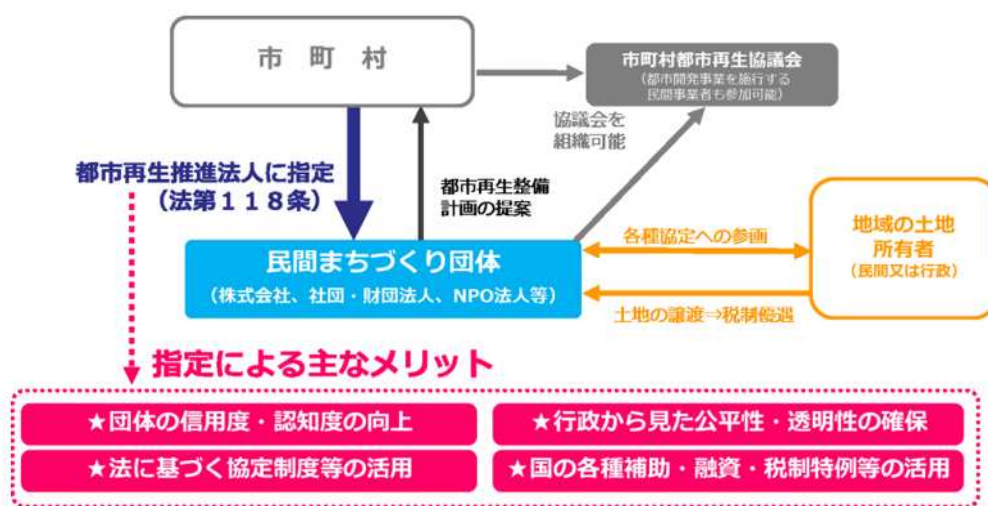 市 町 村
市町村都市再生協議会
(都市開発事業を施行する
民間事業者も参加可能)
協議会を
組織可能
都市再生推進法人に指定
(法第118条)
都市再生整備
計画の提案
地域の土地
所有者
(民間又は行政)
各種協定への参画
民間まちづくり団体
(株式会社、社団・財団法人、NPO法人等)
土地の譲渡⇒税制優遇
指定による主なメリット
★団体の信用度・認知度の向上
★行政から見た公平性・透明性の確保
★法に基づく協定制度等の活用
★国の各種補助・融資・税制特例等の活用